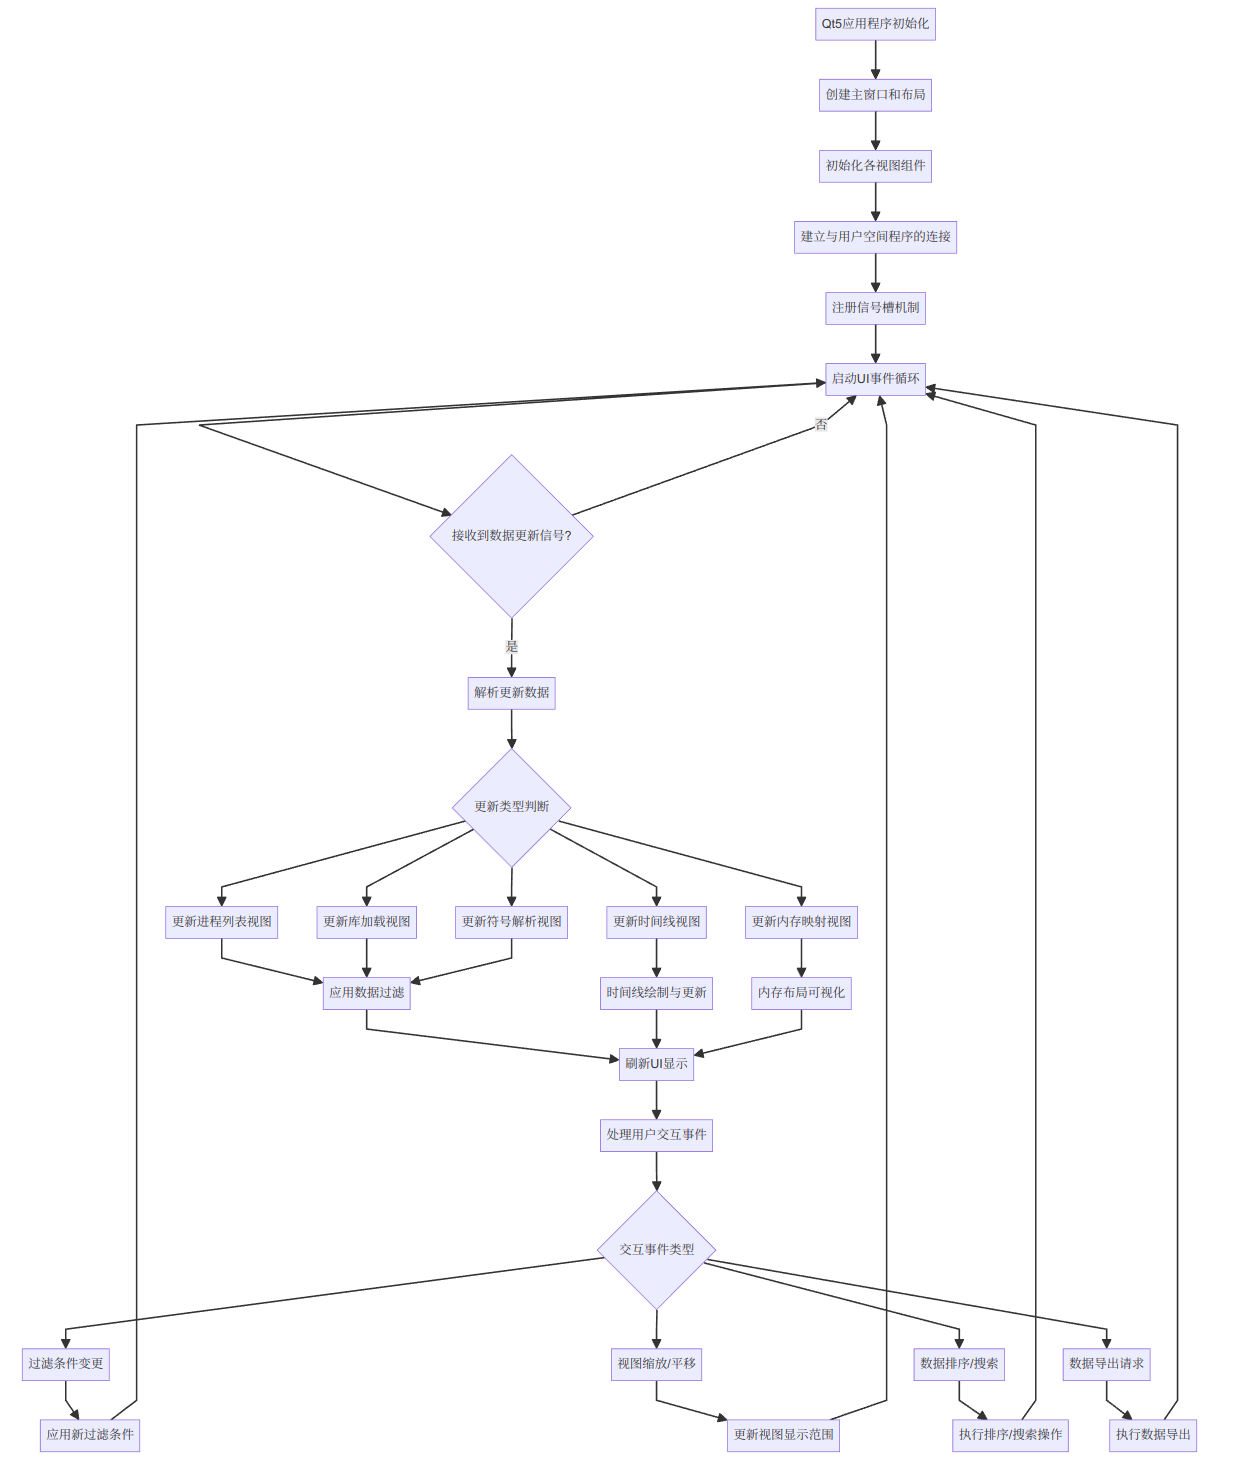 Qt5应用程序初始化
创建主窗口和布局
初始化各视图组件
建立与用户空间程序的连接
注册信号槽机制
启动UI事件循环
否
接收到数据更新信号?
是
解析更新数据
更新类型判断
更新进程列表视图
更新库加载视图
更新符号解析视图
更新时间线视图
更新内存映射视图
应用数据过滤
时间线绘制与更新
内存布局可视化
刷新UI显示
处理用户交互事件
交互事件类型
过滤条件变更
视图缩放/平移
数据排序/搜索
数据导出请求
应用新过滤条件
更新视图显示范围
执行排序/搜索操作
执行数据导出